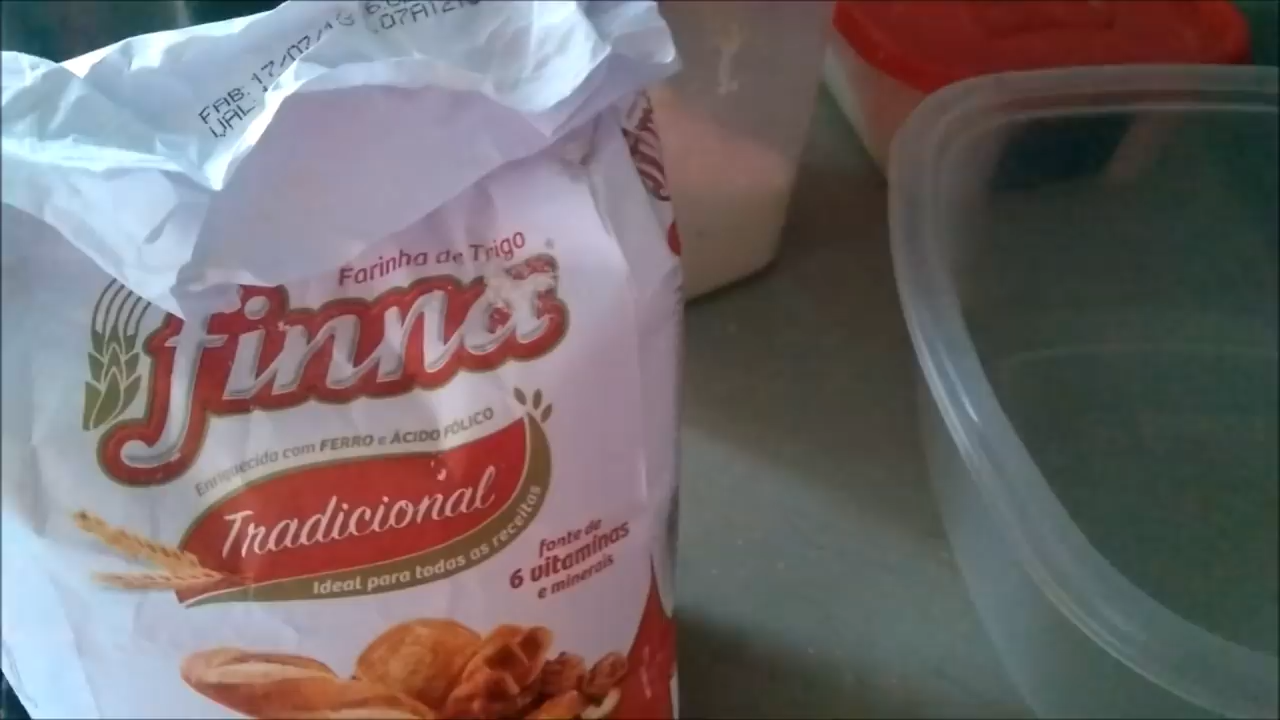 FAB: 17/07/
VAL:
Farinha de Trigo
finna
Enriquecida com FERRO e ÁCIDO FÓLICO
Tradicional
Ideal para todas as receitas
fonte de
6 vitaminas
e minerais